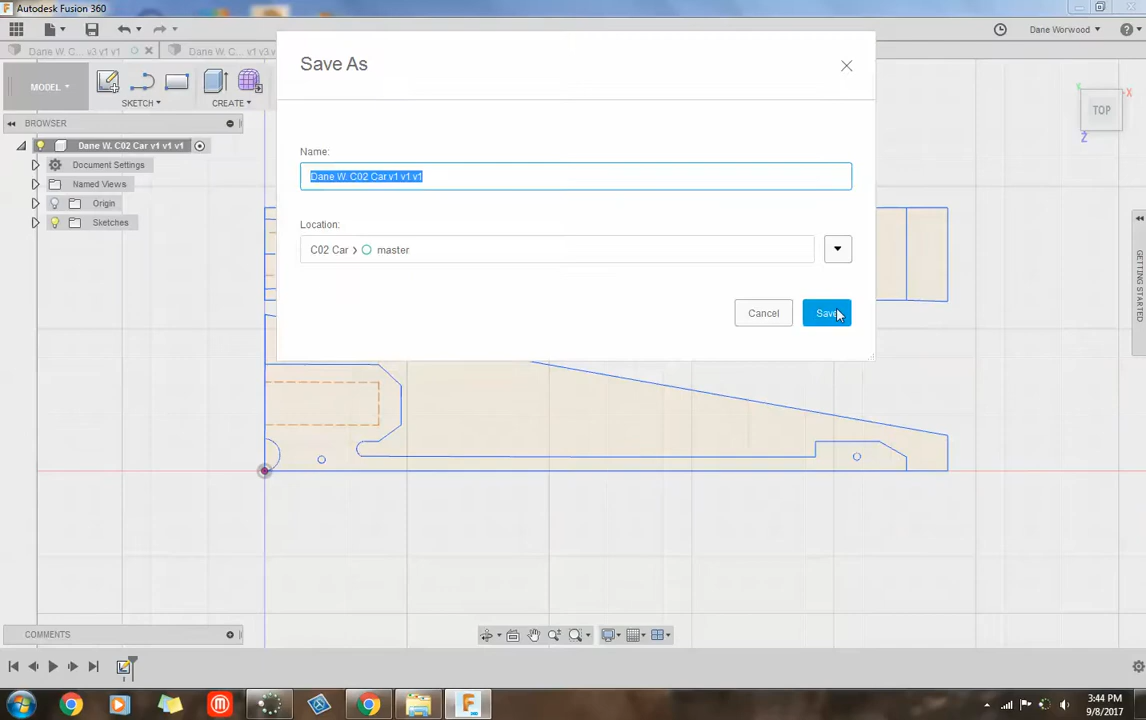 Autodesk Fusion 360
Dane Worwood
Dane W. C... v3 v1 v1
Dane W. C... v1 v3.
Save As
MODEL
SKETCH
CREATE
BROWSER
Dane W. C02 Car v1 v1 v1
Document Settings
Named Views
Origin
Sketches
Name:
Dane W. C02 Car v1 v1 v1
Location:
C02 Car > master
Cancel
Save
TOP
X
Z
GETTING STARTED
COMMENTS
3:44 PM
9/8/2017